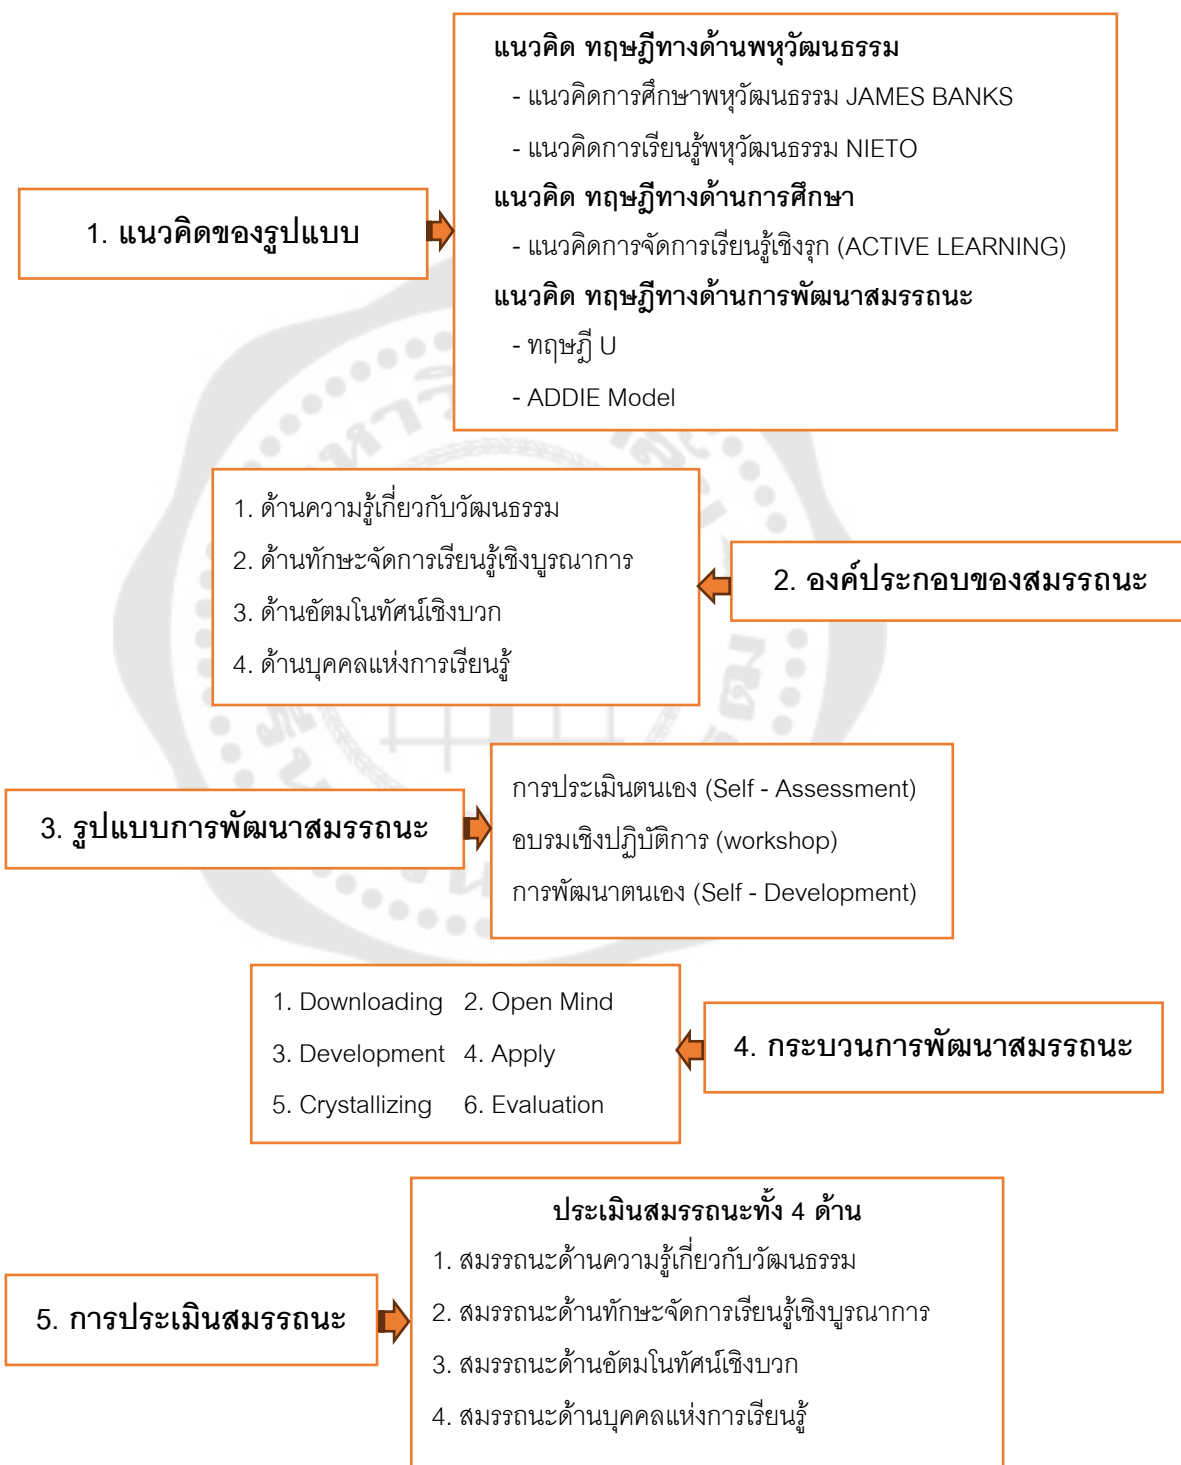 แนวคิด ทฤษฎีทางด้านพหุวัฒนธรรม
- แนวคิดการศึกษาพหุวัฒนธรรม JAMES BANKS
- แนวคิดการเรียนรู้พหุวัฒนธรรม NIETO
แนวคิด ทฤษฎีทางด้านการศึกษา
- แนวคิดการจัดการเรียนรู้เชิงรุก (ACTIVE LEARNING)
แนวคิด ทฤษฎีทางด้านการพัฒนาสมรรถนะ
- ทฤษฎี U
- ADDIE Model
1. แนวคิดของรูปแบบ
1. ด้านความรู้เกี่ยวกับวัฒนธรรม
2. ด้านทักษะจัดการเรียนรู้เชิงบูรณาการ
3. ด้านอัตมโนทัศน์เชิงบวก
4. ด้านบุคคลแห่งการเรียนรู้
2. องค์ประกอบของสมรรถนะ
3. รูปแบบการพัฒนาสมรรถนะ
การประเมินตนเอง (Self - Assessment)
อบรมเชิงปฏิบัติการ (workshop)
การพัฒนาตนเอง (Self - Development)
1. Downloading 2. Open Mind
3. Development 4. Apply
5. Crystallizing 6. Evaluation
4. กระบวนการพัฒนาสมรรถนะ
5. การประเมินสมรรถนะ
ประเมินสมรรถนะทั้ง 4 ด้าน
1. สมรรถนะด้านความรู้เกี่ยวกับวัฒนธรรม
2. สมรรถนะด้านทักษะจัดการเรียนรู้เชิงบูรณาการ
3. สมรรถนะด้านอัตมโนทัศน์เชิงบวก
4. สมรรถนะด้านบุคคลแห่งการเรียนรู้